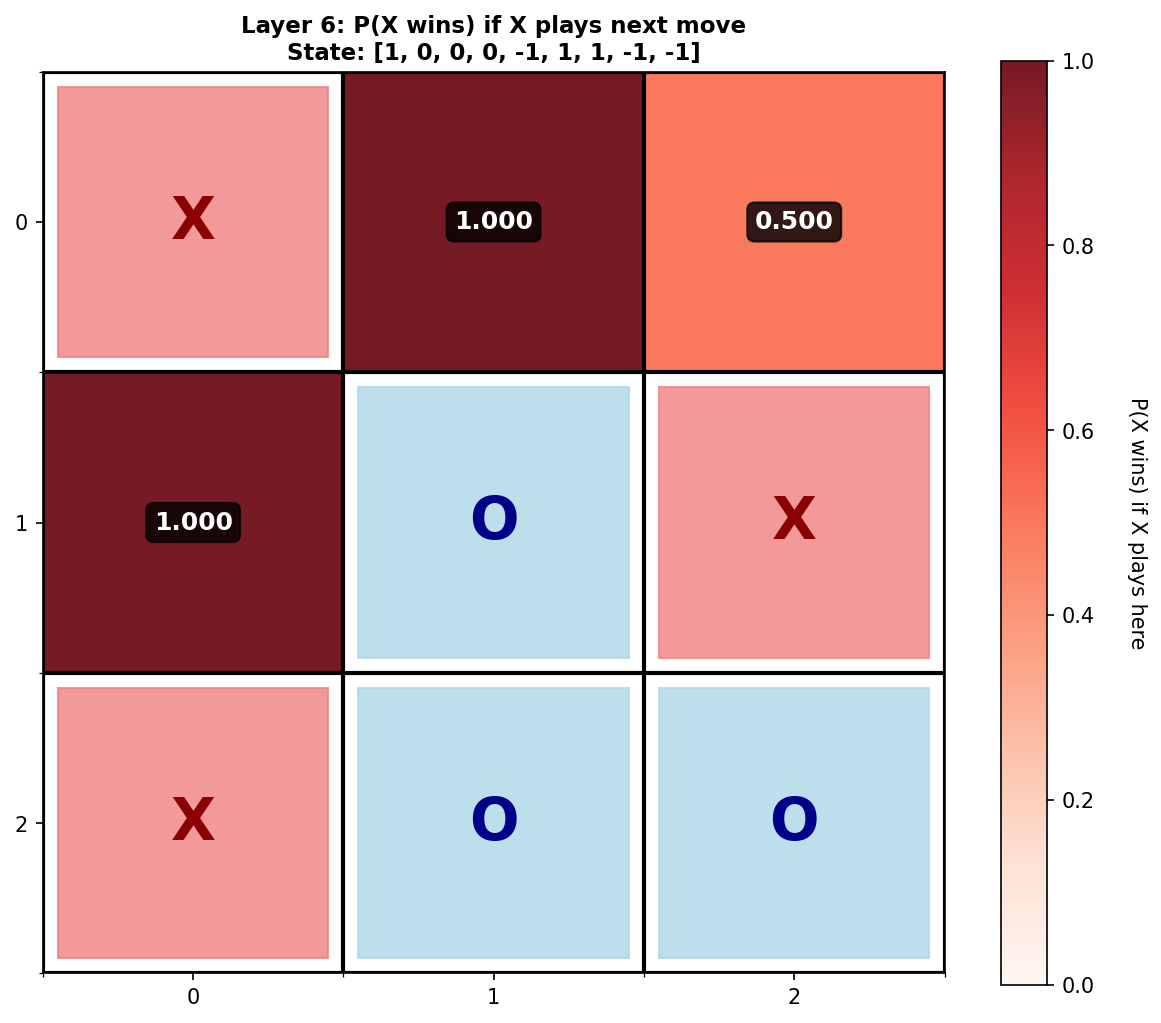 Layer 6: P(X wins) if X plays next move
State: [1, 0, 0, 0, -1, 1, 1, -1, -1]
0
X
1.000
0.500
1
1.000
O
X
2
X
O
O
0
1
2
1.0
0.8
0.6
0.4
0.2
0.0
P(X wins) if X plays here